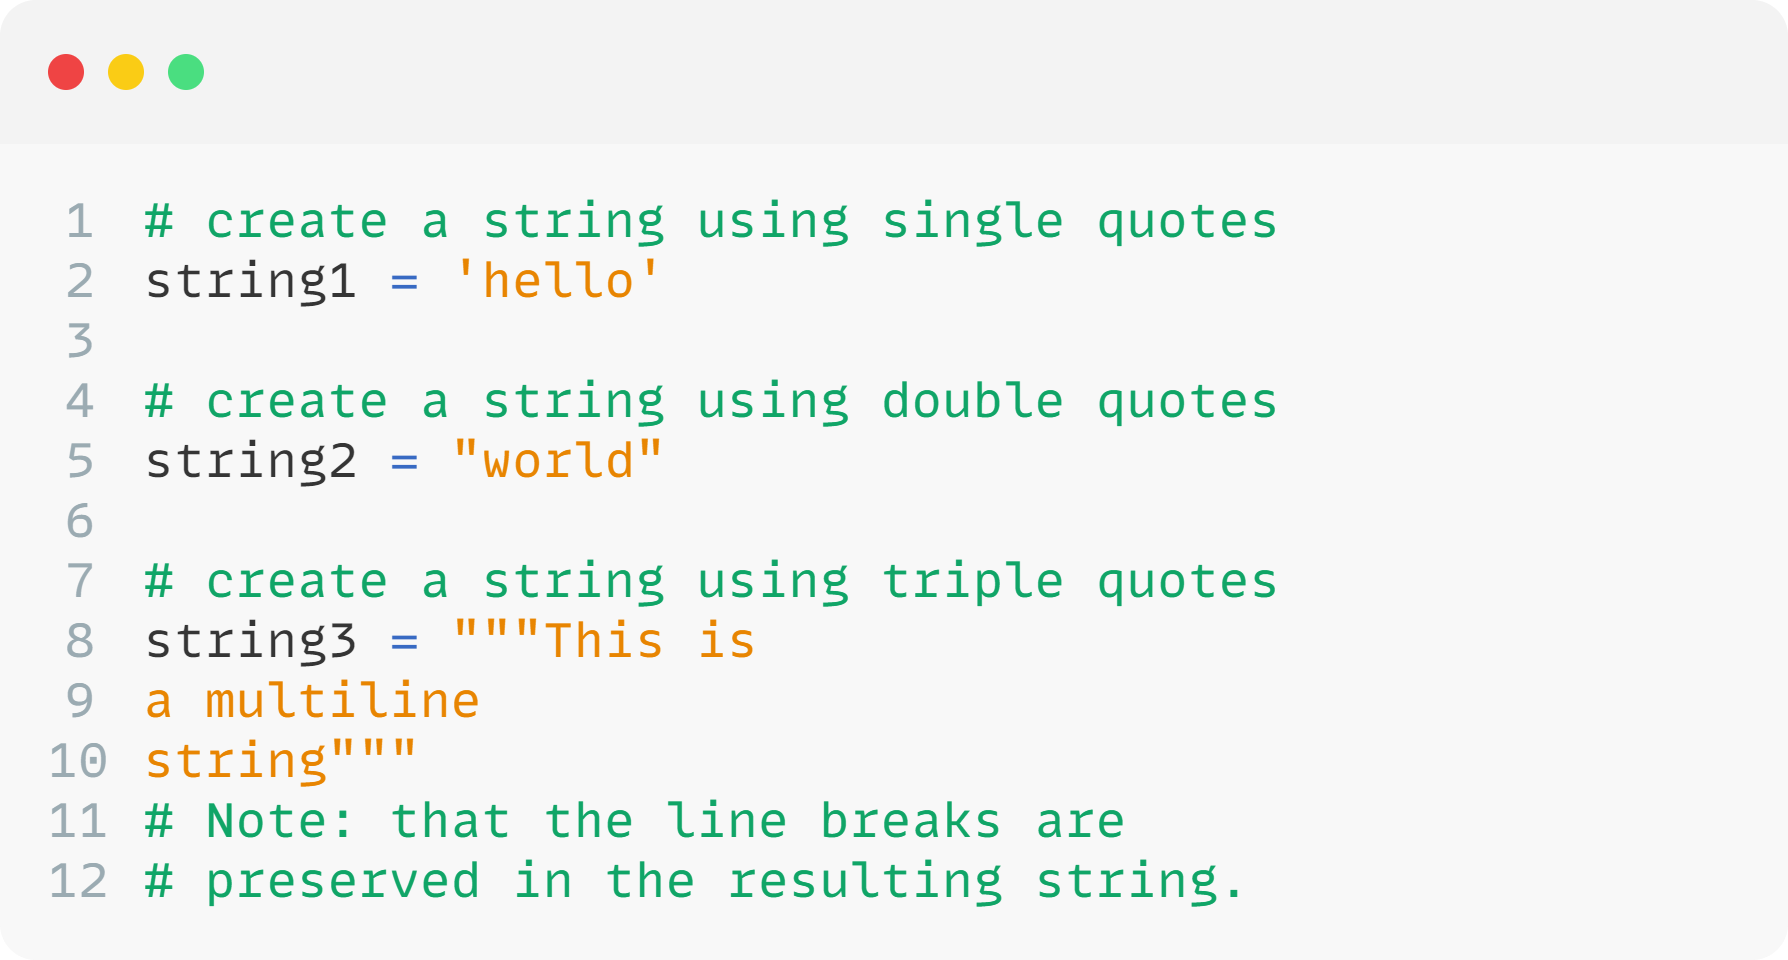 1 # create a string using single quotes
2 string1 = 'hello'
3
4 # create a string using double quotes
5 string2 = "world"
6
7 # create a string using triple quotes
8 string3 = """This is
9 a multiline
10 string"""
11 # Note: that the line breaks are
12 # preserved in the resulting string.